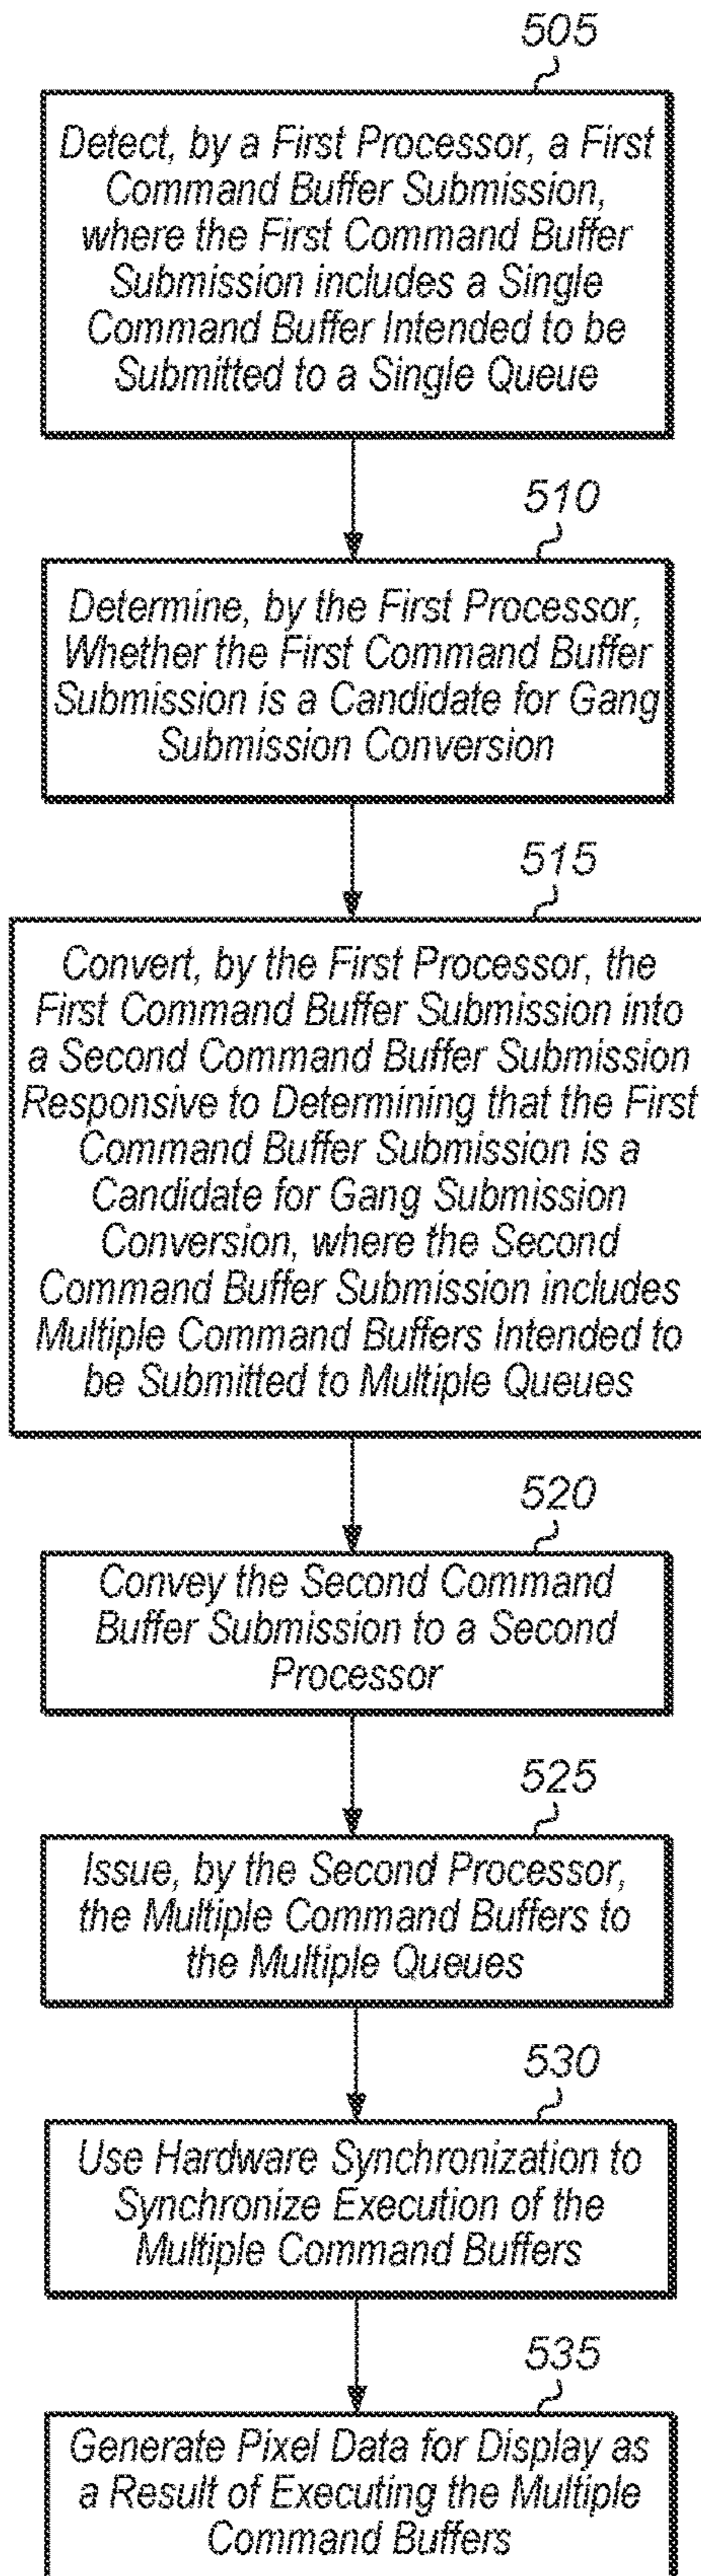 505
Detect, by a First Processor, a First
Command Buffer Submission,
where the First Command Buffer
Submission includes a Single
Command Buffer Intended to be
Submitted to a Single Queue
510
Determine, by the First Processor,
Whether the First Command Buffer
Submission is a Candidate for Gang
Submission Conversion
515
Convert, by the First Processor, the
First Command Buffer Submission into
a Second Command Buffer Submission
Responsive to Determining that the First
Command Buffer Submission is a
Candidate for Gang Submission
Conversion, where the Second
Command Buffer Submission includes
Multiple Command Buffers Intended to
be Submitted to Multiple Queues
520
Convey the Second Command
Buffer Submission to a Second
Processor
525
Issue, by the Second Processor,
the Multiple Command Buffers to
the Multiple Queues
530
Use Hardware Synchronization to
Synchronize Execution of the
Multiple Command Buffers
535
Generate Pixel Data for Display as
a Result of Executing the Multiple
Command Buffers